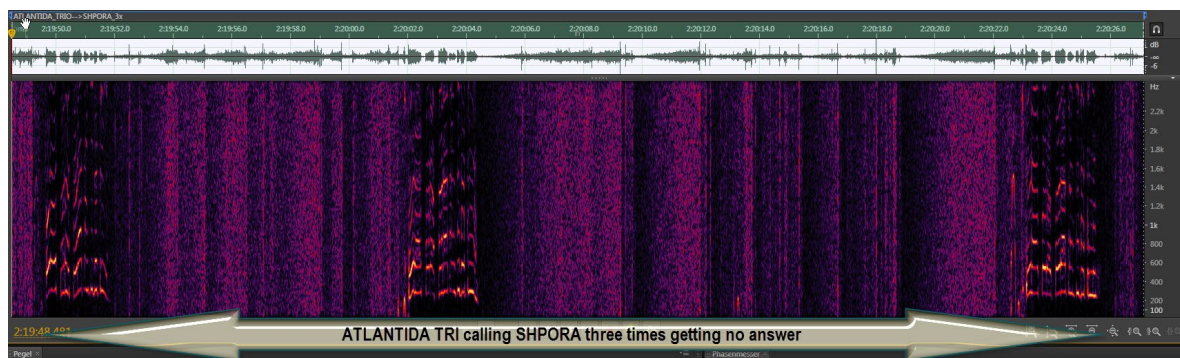 ATLANTIDA_TRIO-->SHPORA_3x
2:19:50.0 2:19:52.0 2:19:54.0 2:19:56.0 2:19:58.0 2:20:00.0 2:20:02.0 2:20:04.0 2:20:06.0 2:20:08.0 2:20:10.0 2:20:12.0 2:20:14.0 2:20:16.0 2:20:18.0 2:20:20.0 2:20:22.0 2:20:24.0 2:20:26.0
dB
-∞
-6
Hz
2.2k
2k
1.8k
1.6k
1.4k
1.2k
1k
800
600
400
200
100
2:19:48.481
ATLANTIDA TRI calling SHPORA three times getting no answer
Pegel Phasenmesser